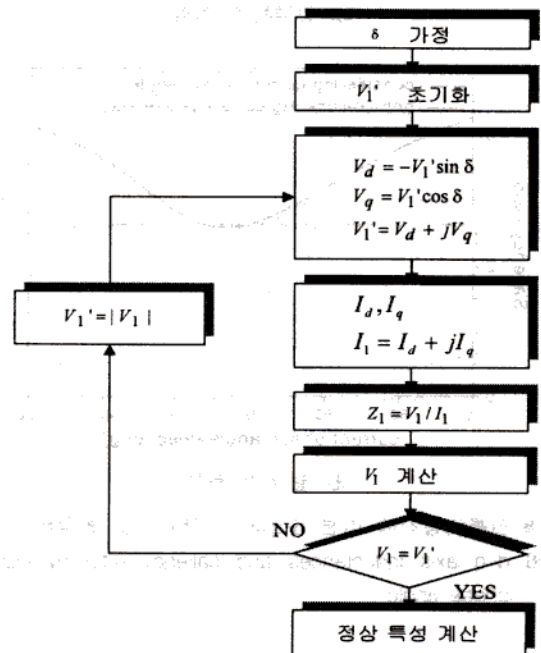 δ 가정
V₁' 초기화
V_d = -V₁' sin δ
V_q = V₁' cos δ
V₁' = V_d + jV_q
I_d, I_q
I₁ = I_d + jI_q
V₁' = | V₁ |
Z₁ = V₁ / I₁
V₁ 계산
NO
V₁ = V₁'
YES
정상 특성 계산